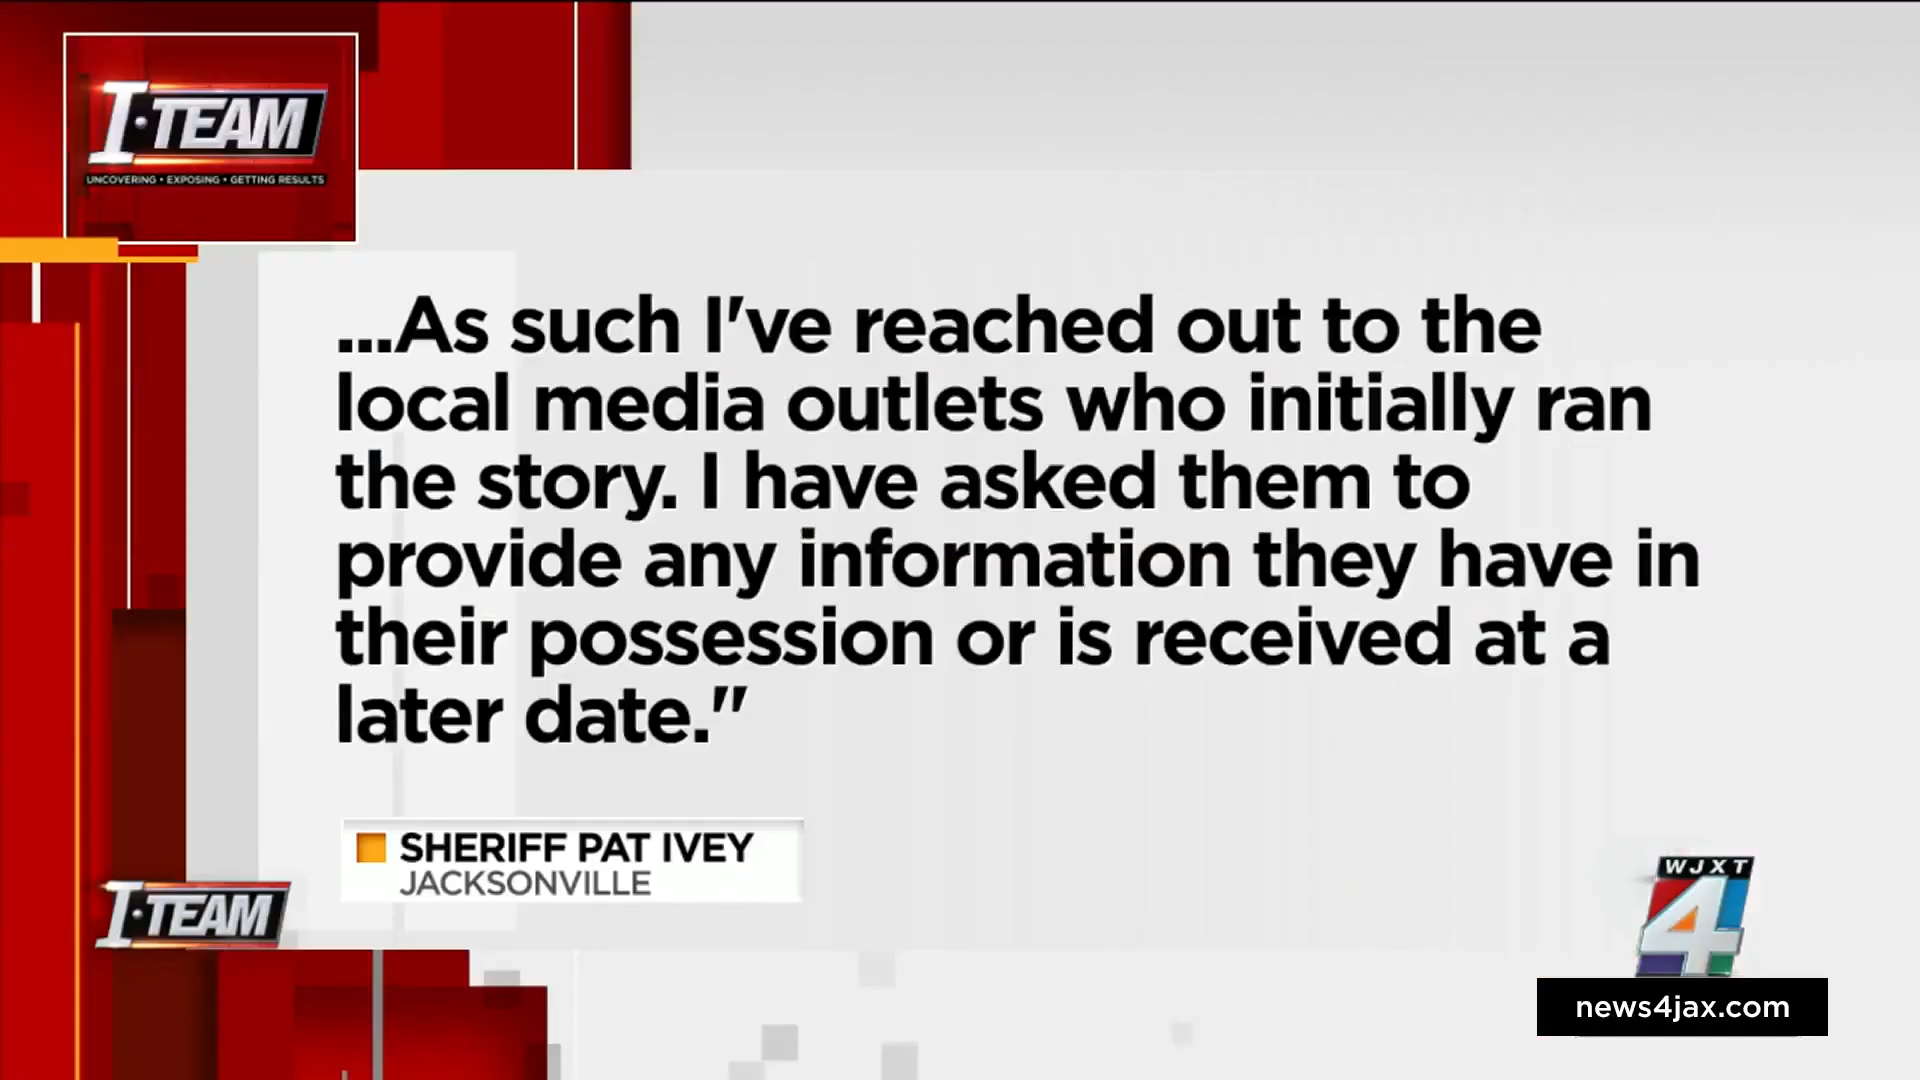 I-TEAM
UNCOVERING • EXPOSING • GETTING RESULTS
...As such I've reached out to the
local media outlets who initially ran
the story. I have asked them to
provide any information they have in
their possession or is received at a
later date."
SHERIFF PAT IVEY
JACKSONVILLE
I-TEAM
WJXT
4
news4jax.com